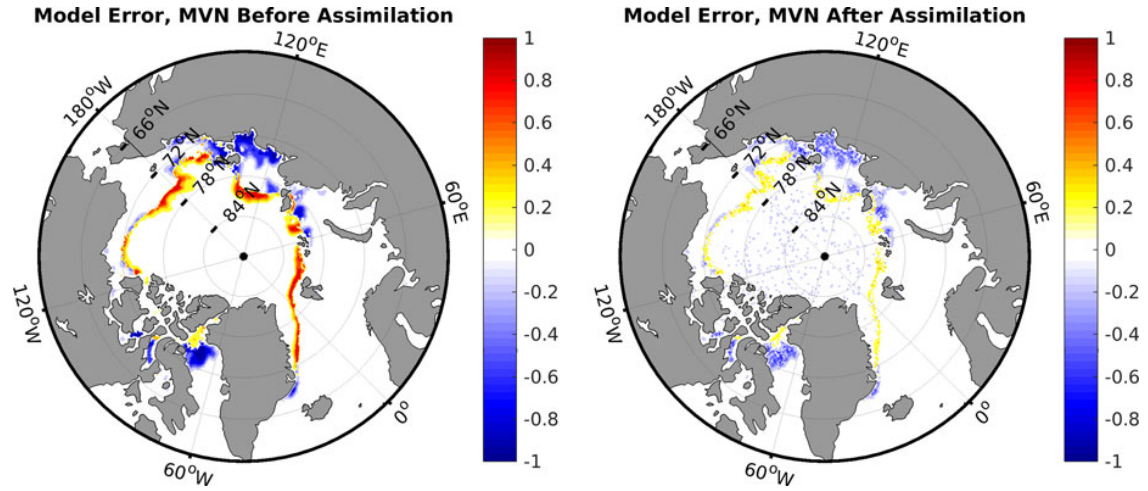 Model Error, MVN Before Assimilation
120°E
180°W
66°N
72°N
78°N
84°N
60°E
120°W
0°
60°W
1
0.8
0.6
0.4
0.2
0
-0.2
-0.4
-0.6
-0.8
-1
Model Error, MVN After Assimilation
120°E
180°W
66°N
72°N
78°N
84°N
60°E
120°W
0°
60°W
1
0.8
0.6
0.4
0.2
0
-0.2
-0.4
-0.6
-0.8
-1